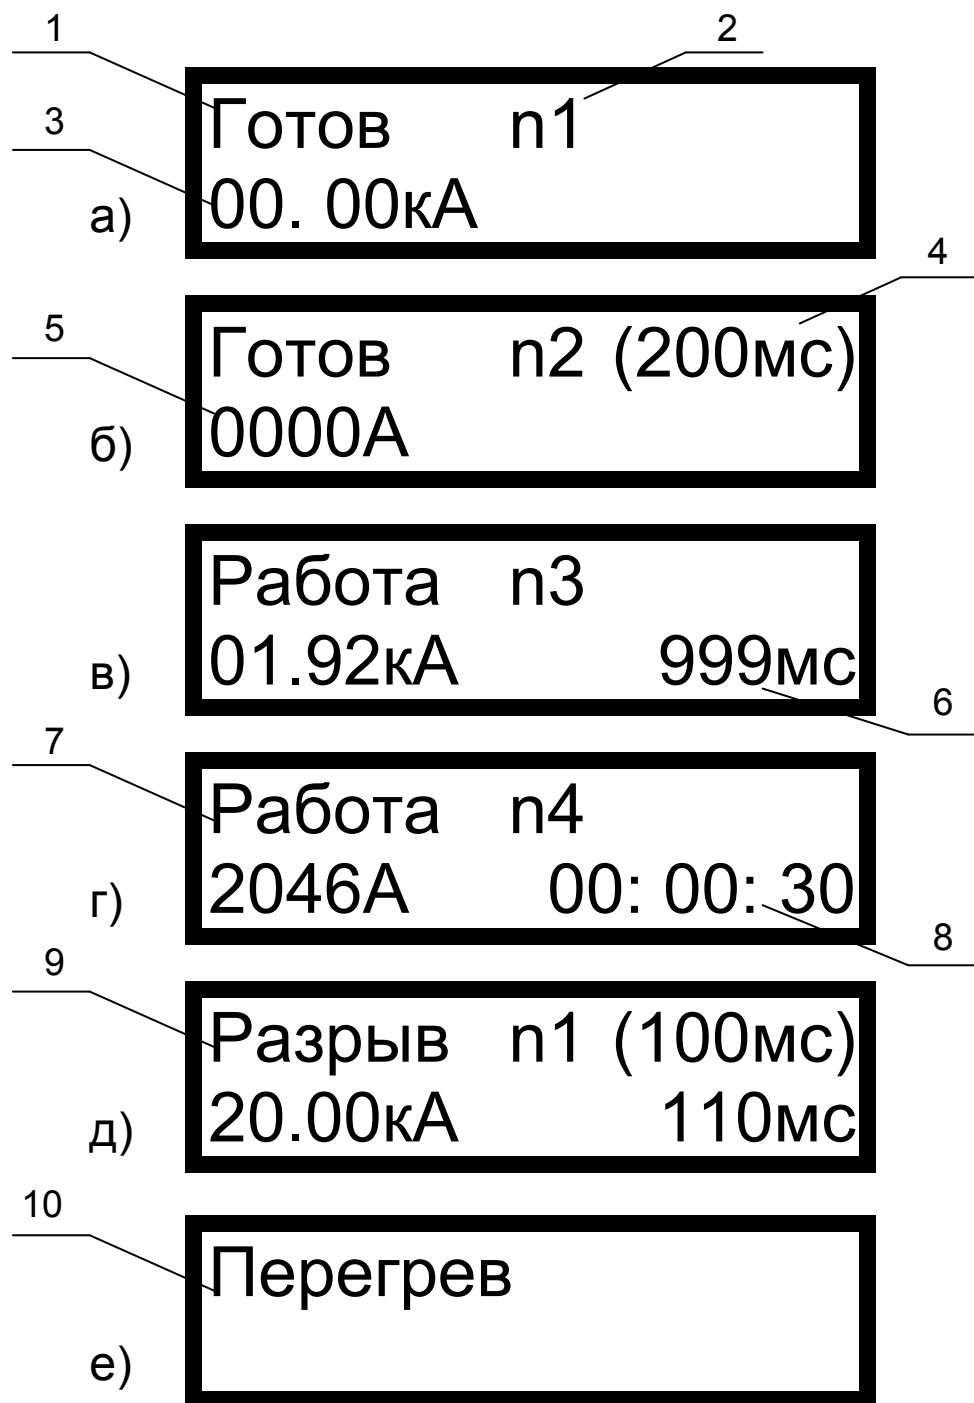 1
2
Готов n1
3
00. 00кА
а)
4
5
Готов n2 (200мс)
0000А
б)
Работа n3
01.92кА 999мс
в)
6
7
Работа n4
2046А 00: 00: 30
г)
8
9
Разрыв n1 (100мс)
20.00кА 110мс
д)
10
Перегрев
е)